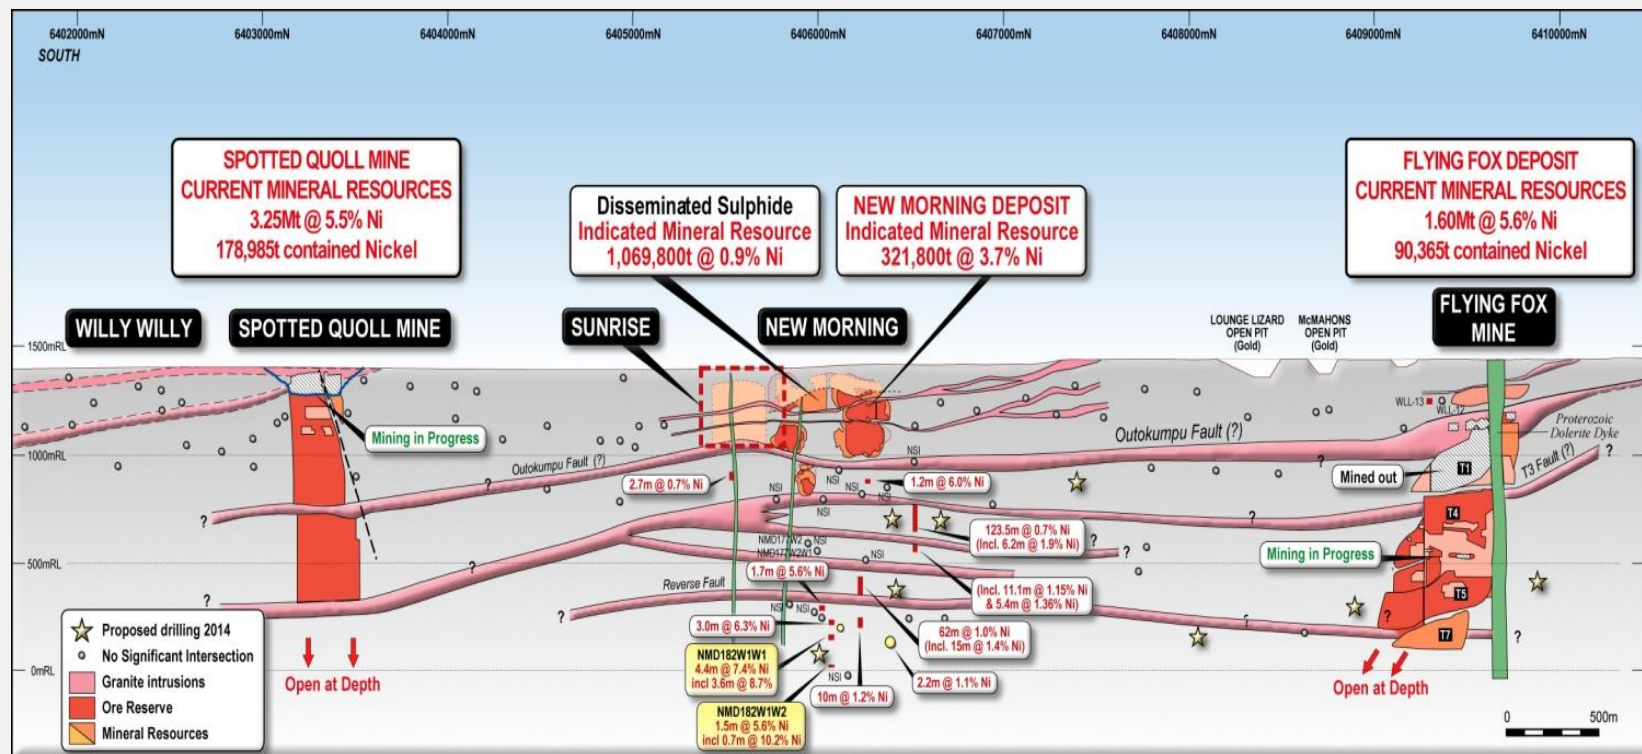 6402000mN
6403000mN
6404000mN
6405000mN
6406000mN
6407000mN
6408000mN
6409000mN
6410000mN
SOUTH
SPOTTED QUOLL MINE
CURRENT MINERAL RESOURCES
3.25Mt @ 5.5% Ni
178,985t contained Nickel
Disseminated Sulphide
Indicated Mineral Resource
1,069,800t @ 0.9% Ni
NEW MORNING DEPOSIT
Indicated Mineral Resource
321,800t @ 3.7% Ni
FLYING FOX DEPOSIT
CURRENT MINERAL RESOURCES
1.60Mt @ 5.6% Ni
90,365t contained Nickel
WILLY WILLY
SPOTTED QUOLL MINE
SUNRISE
NEW MORNING
LOUNGE LIZARD
OPEN PIT
(Gold)
McMAHONS
OPEN PIT
(Gold)
FLYING FOX
MINE
1500mRL
1000mRL
500mRL
0mRL
Mining in Progress
Outokumpu Fault (?)
?
?
?
?
2.7m @ 0.7% Ni
NSI
NSI
NSI
NSI
NSI
1.2m @ 6.0% Ni
NSI
123.5m @ 0.7% Ni
(Incl. 6.2m @ 1.9% Ni)
NMD177W2
NSI
NMD177W2W1
NSI
1.7m @ 5.6% Ni
(Incl. 11.1m @ 1.15% Ni
& 5.4m @ 1.36% Ni)
Reverse Fault
NSI
NSI
3.0m @ 6.3% Ni
62m @ 1.0% Ni
(Incl. 15m @ 1.4% Ni)
NMD182W1W1
4.4m @ 7.4% Ni
incl 3.6m @ 8.7%
NSI
10m @ 1.2% Ni
2.2m @ 1.1% Ni
NMD182W1W2
1.5m @ 5.6% Ni
incl 0.7m @ 10.2% Ni
Outokumpu Fault (?)
WLL-13
WLL-12
Proterozoic
Dolerite Dyke
T3 Fault (?)
?
?
?
?
?
?
?
?
Mined out
T1
T4
T5
T7
Mining in Progress
Open at Depth
Open at Depth
Proposed drilling 2014
No Significant Intersection
Granite intrusions
Ore Reserve
Mineral Resources
0
500m